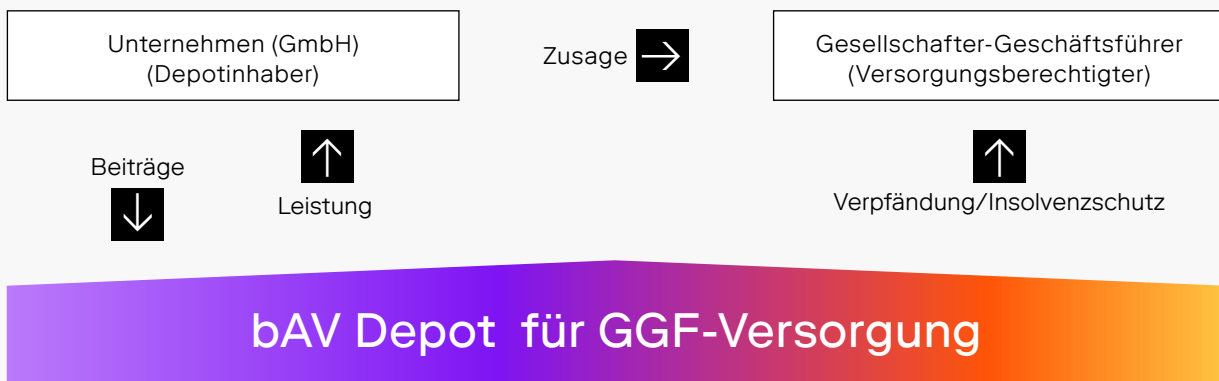 Unternehmen (GmbH)
(Depotinhaber)
Zusage
Gesellschafter-Geschäftsführer
(Versorgungsberechtigter)
Beiträge
Leistung
Verpfändung/Insolvenzschutz
bAV Depot für GGF-Versorgung